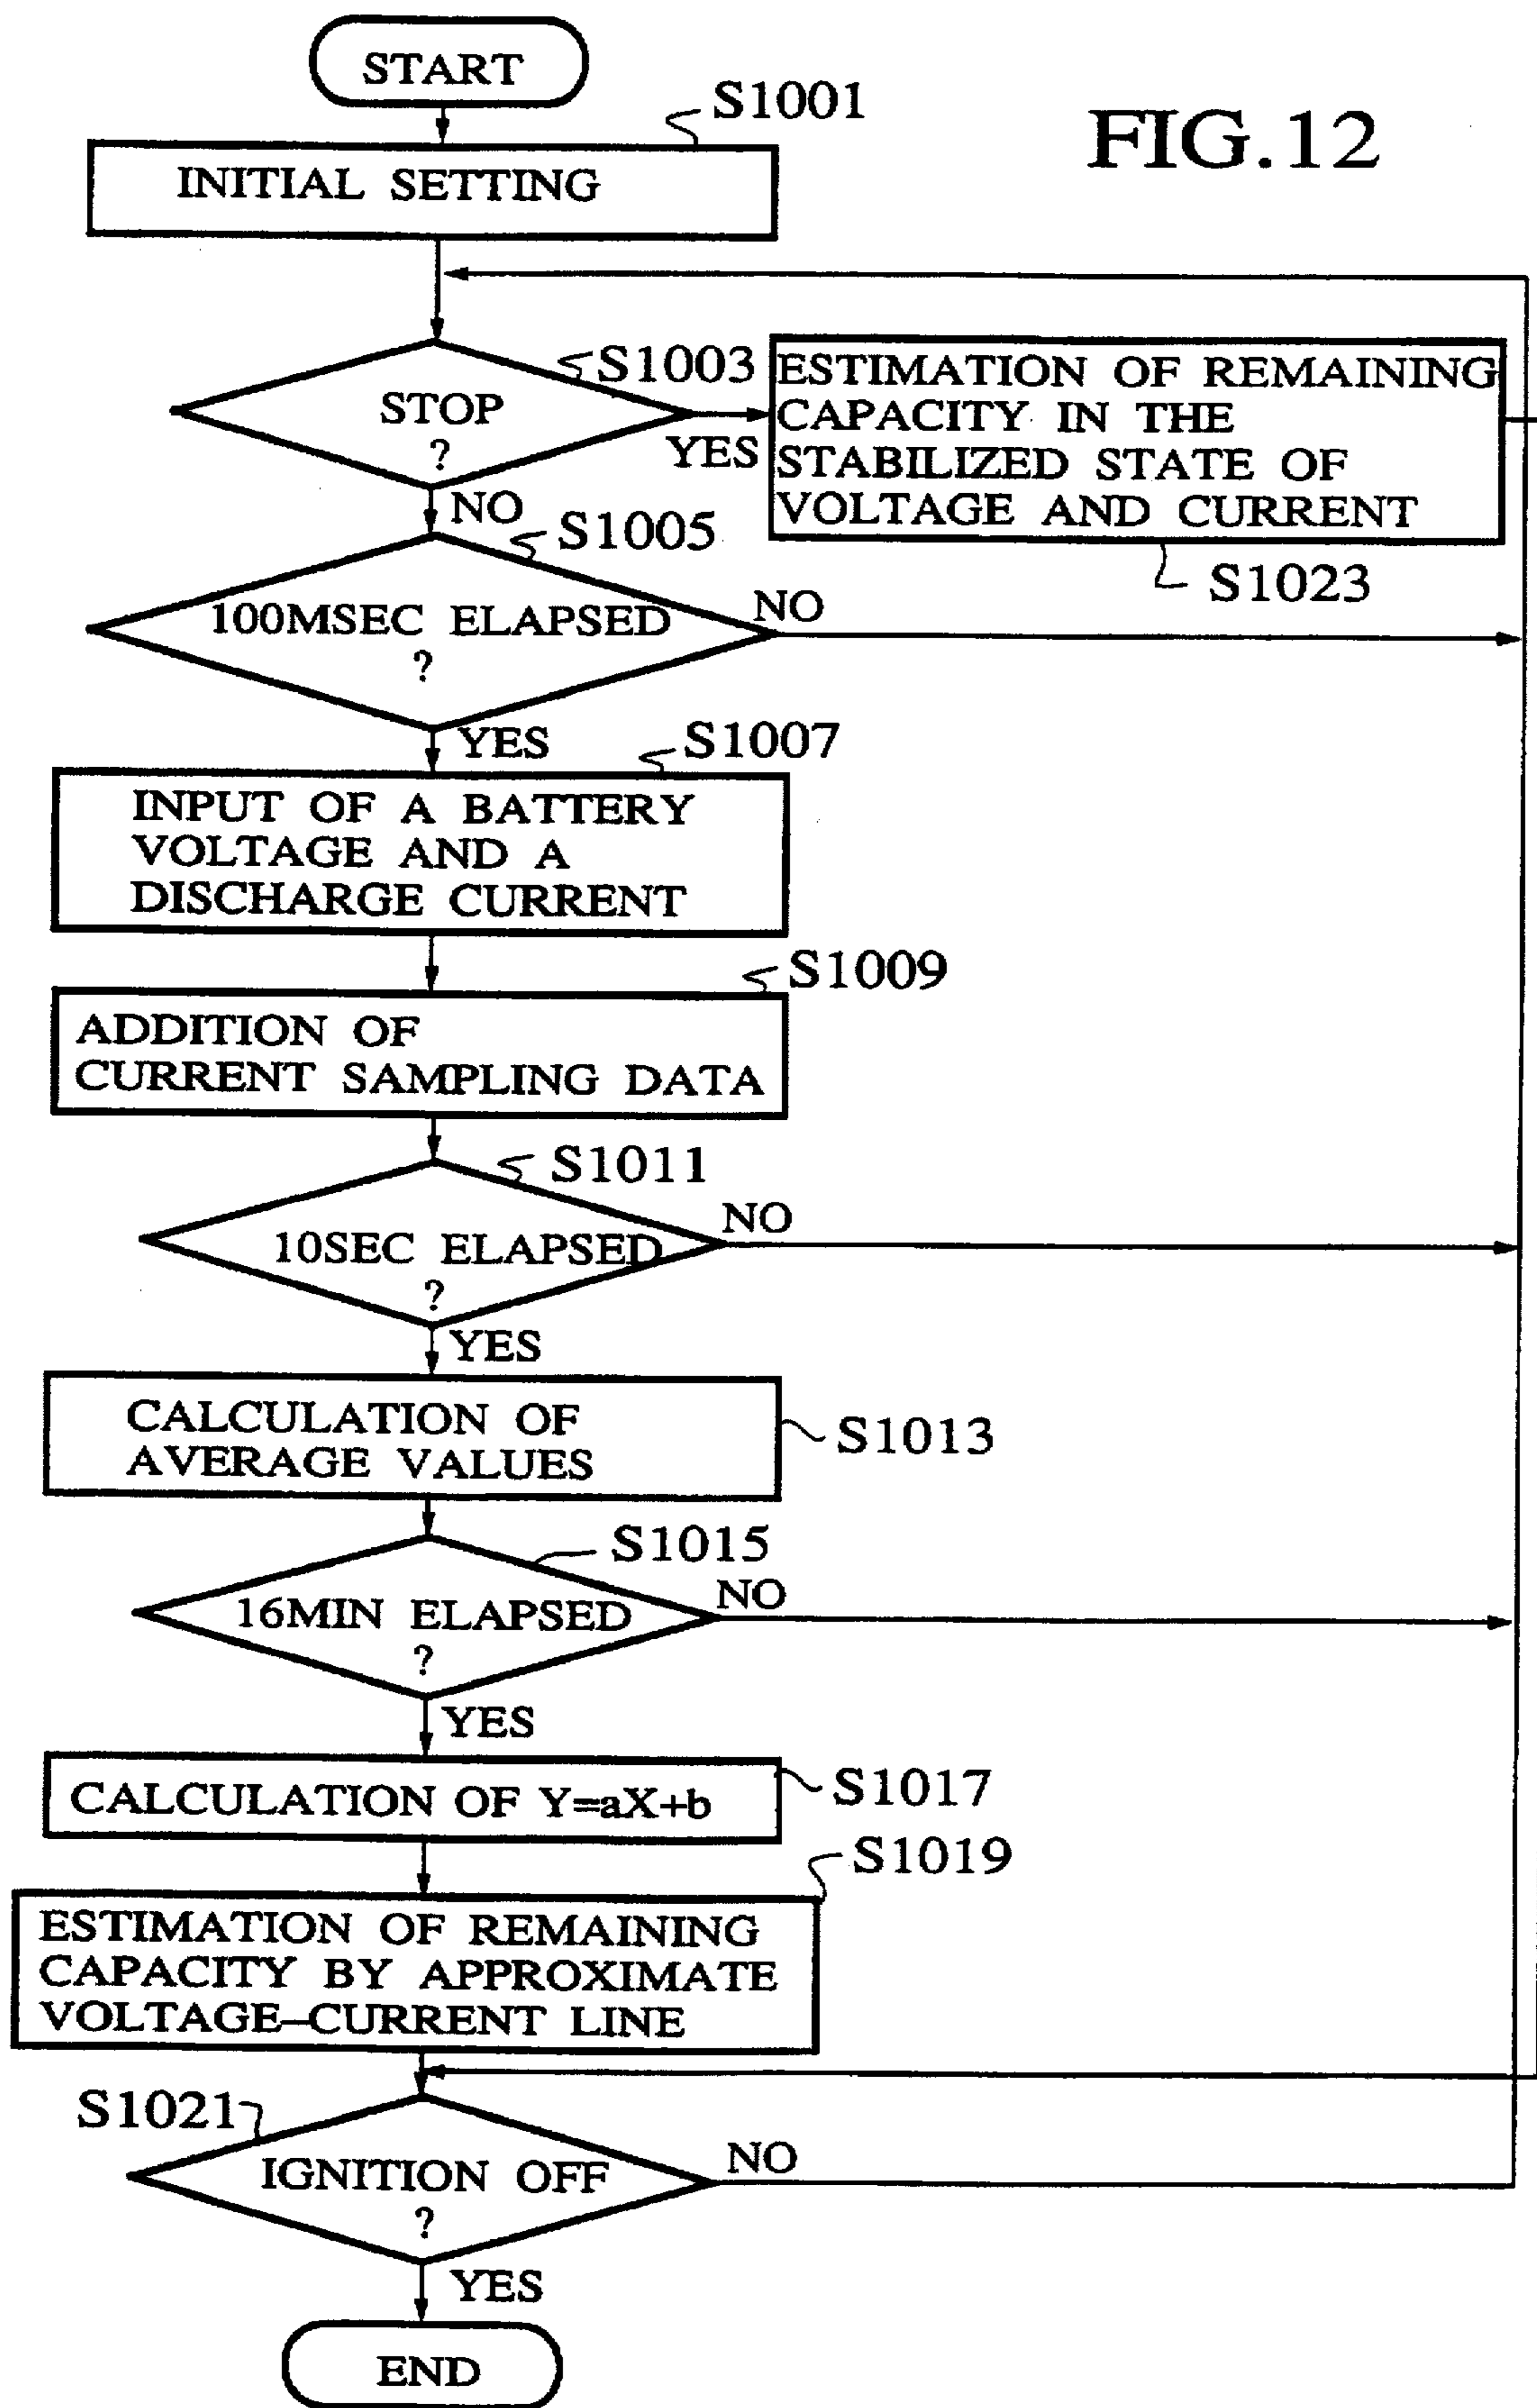 START
S1001
FIG.12
INITIAL SETTING
S1003
STOP
?
YES
ESTIMATION OF REMAINING
CAPACITY IN THE
STABILIZED STATE OF
VOLTAGE AND CURRENT
S1023
NO
S1005
100MSEC ELAPSED
?
NO
YES
S1007
INPUT OF A BATTERY
VOLTAGE AND A
DISCHARGE CURRENT
S1009
ADDITION OF
CURRENT SAMPLING DATA
S1011
10SEC ELAPSED
?
NO
YES
CALCULATION OF
AVERAGE VALUES
S1013
S1015
16MIN ELAPSED
?
NO
YES
CALCULATION OF Y=aX+b
S1017
S1019
ESTIMATION OF REMAINING
CAPACITY BY APPROXIMATE
VOLTAGE–CURRENT LINE
S1021
IGNITION OFF
?
NO
YES
END